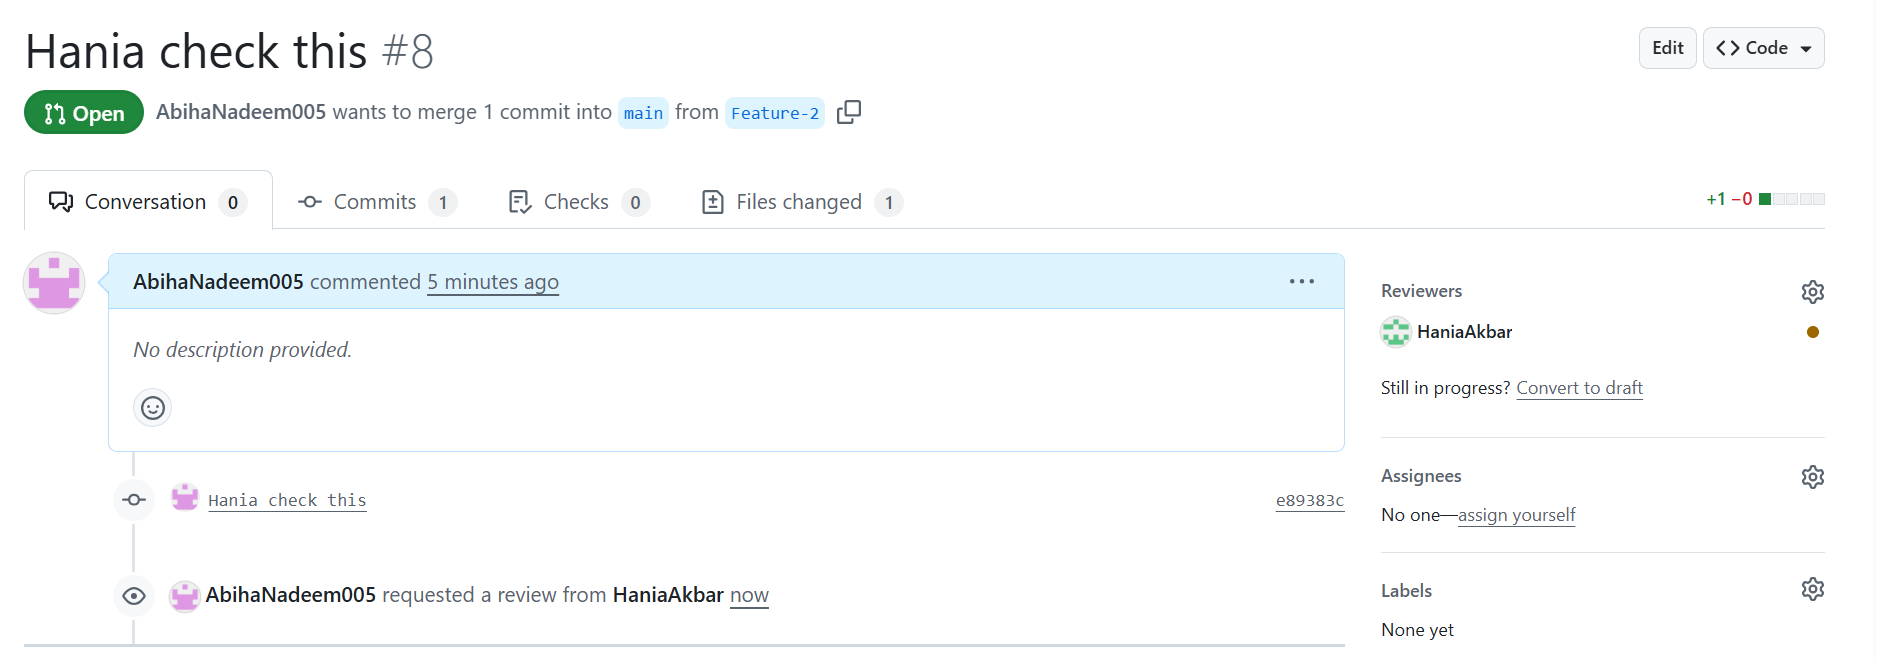 Hania check this #8
Edit
Code
Open
AbihaNadeem005 wants to merge 1 commit into main from Feature-2
Conversation 0
Commits 1
Checks 0
Files changed 1
+1 −0
AbihaNadeem005 commented 5 minutes ago
No description provided.
Hania check this
e89383c
AbihaNadeem005 requested a review from HaniaAkbar now
Reviewers
HaniaAkbar
Still in progress? Convert to draft
Assignees
No one—assign yourself
Labels
None yet